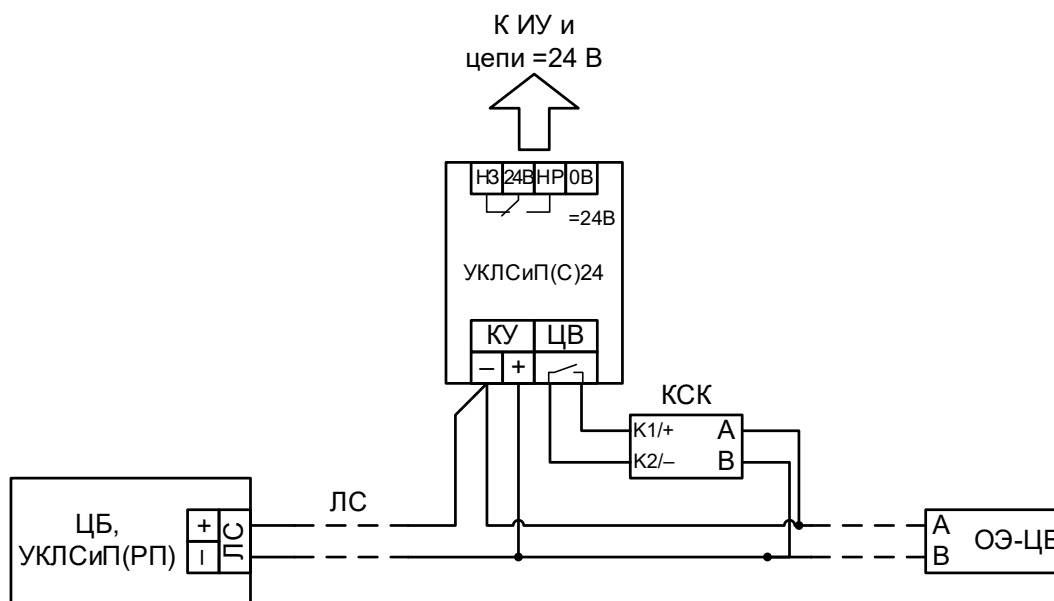 К ИУ и
цепи =24 В
НЗ 24В НР 0В
=24В
УКЛСиП(С)24
КУ ЦВ
– +
КСК
К1/+ А
К2/– В
ЛС
ЦБ,
УКЛСиП(РП)
+ – ЛС
А
В
ОЭ-ЦВ